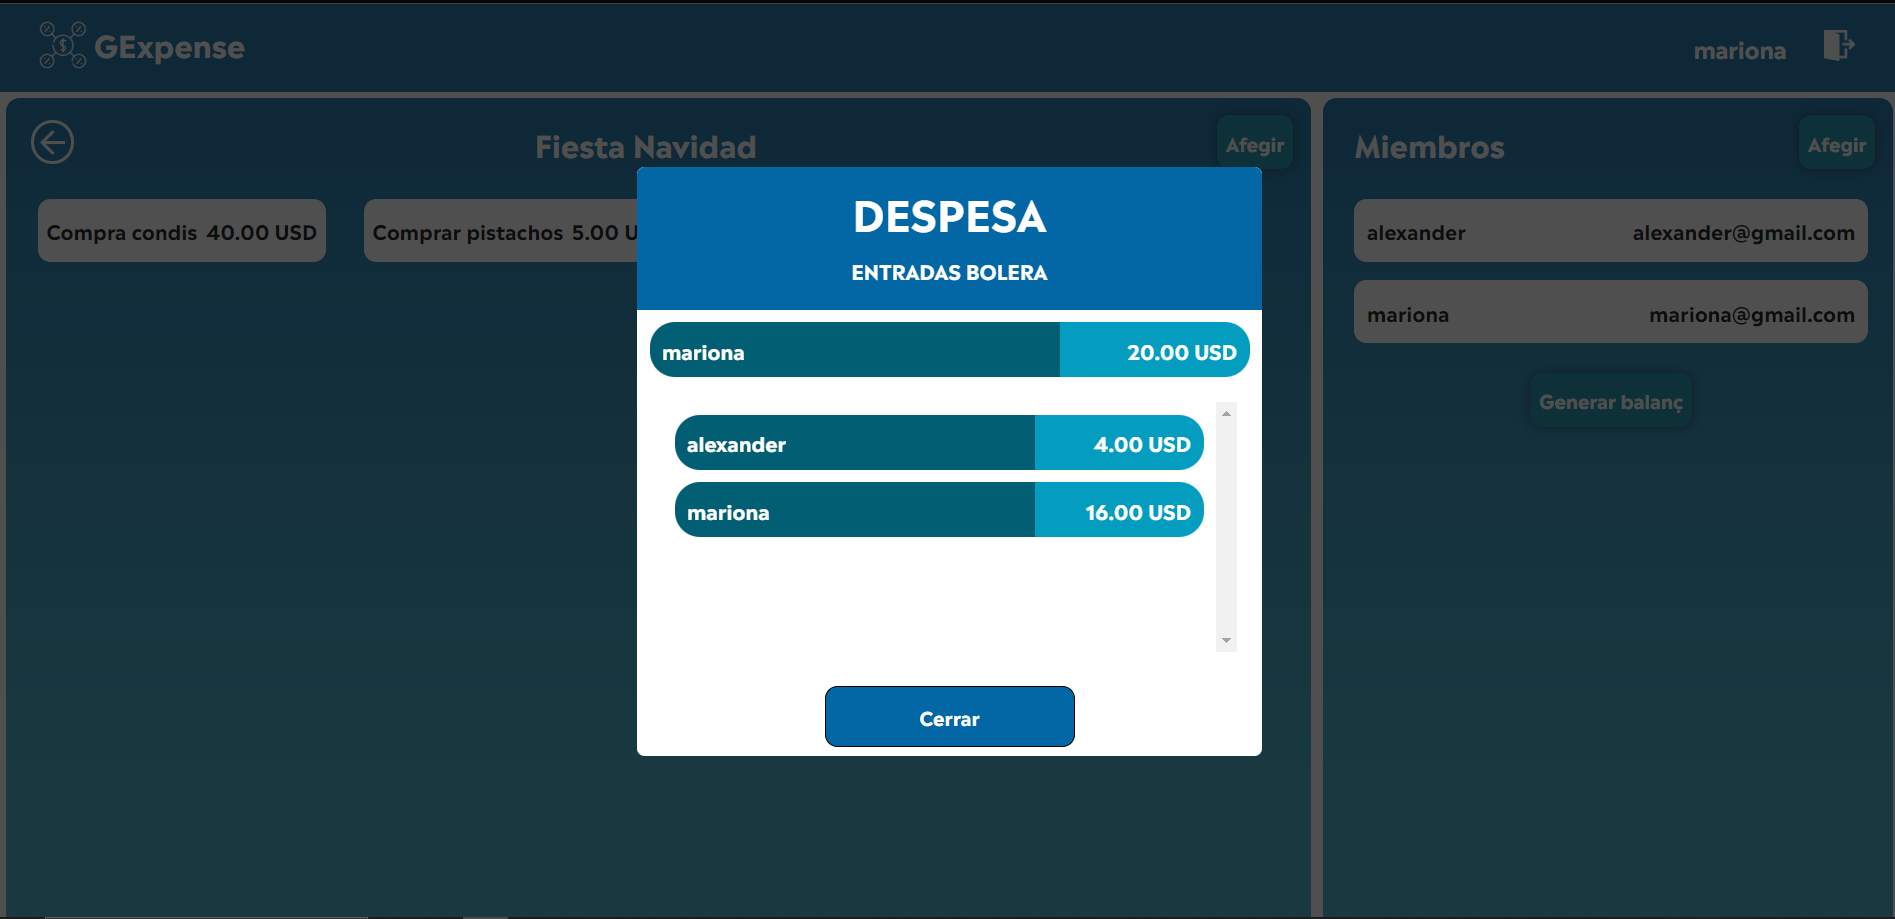 GExpense
mariona
Fiesta Navidad
Afegir
Compra condis 40.00 USD
Comprar pistachos 5.00 U
Miembros
Afegir
alexander alexander@gmail.com
mariona mariona@gmail.com
Generar balanç
DESPESA
ENTRADAS BOLERA
mariona 20.00 USD
alexander 4.00 USD
mariona 16.00 USD
Cerrar